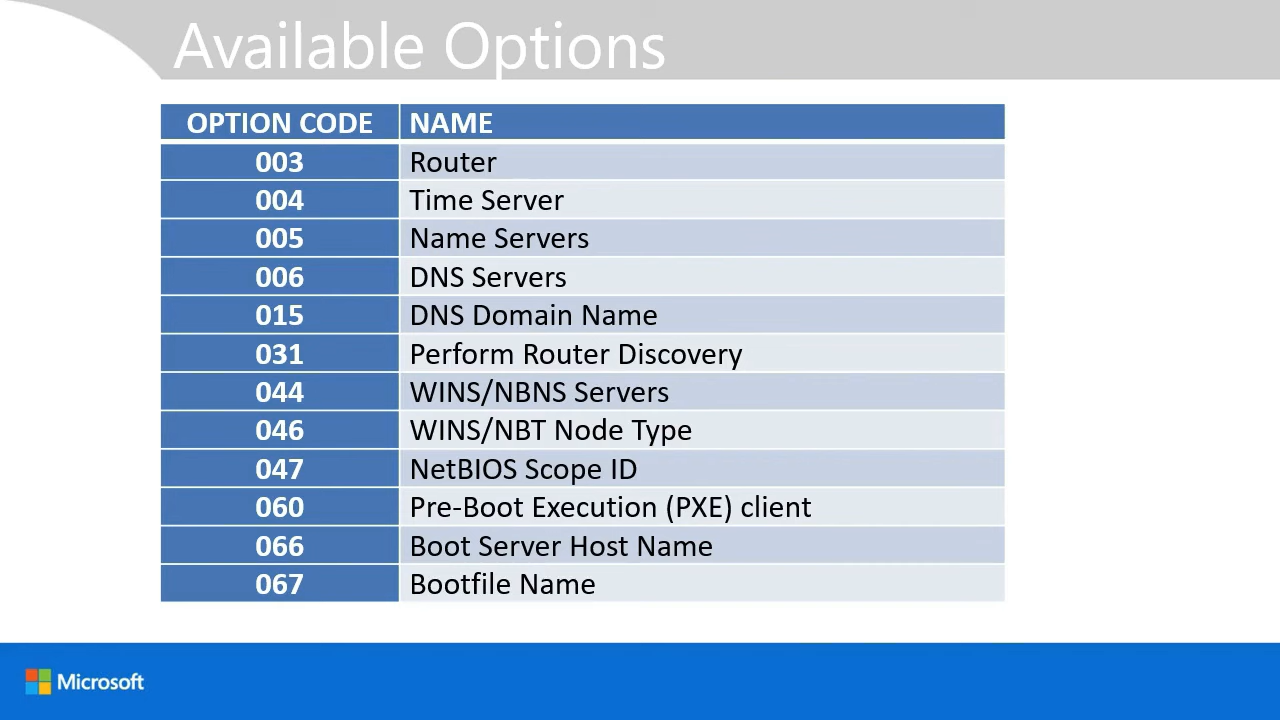 Available Options
OPTION CODE NAME
003 Router
004 Time Server
005 Name Servers
006 DNS Servers
015 DNS Domain Name
031 Perform Router Discovery
044 WINS/NBNS Servers
046 WINS/NBT Node Type
047 NetBIOS Scope ID
060 Pre-Boot Execution (PXE) client
066 Boot Server Host Name
067 Bootfile Name
Microsoft